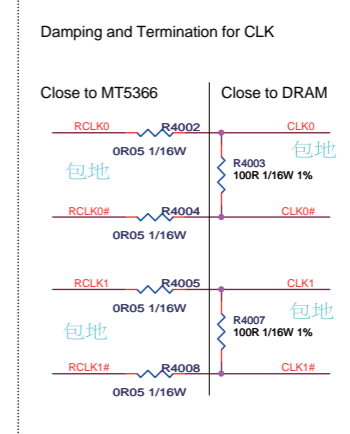 Damping and Termination for CLK
Close to MT5366
Close to DRAM
RCLK0
R4002
CLK0
0R05 1/16W
包地
包地
R4003
100R 1/16W 1%
RCLK0#
R4004
CLK0#
0R05 1/16W
RCLK1
R4005
CLK1
0R05 1/16W
包地
包地
R4007
100R 1/16W 1%
RCLK1#
R4008
CLK1#
0R05 1/16W